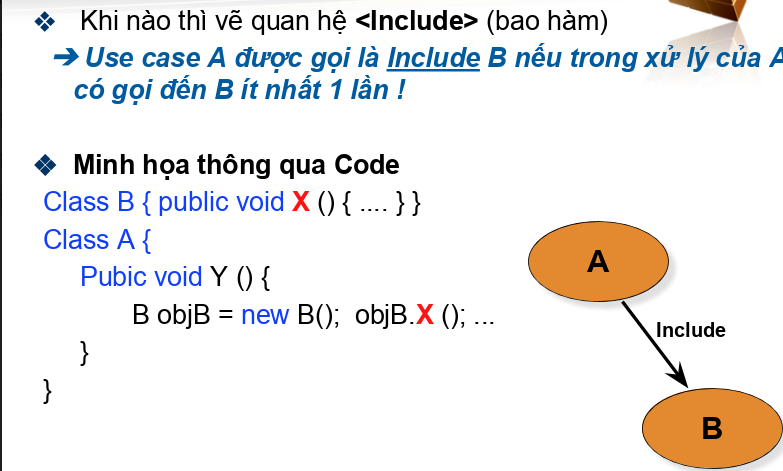 ❖ Khi nào thì vẽ quan hệ <Include> (bao hàm)
➔ Use case A được gọi là Include B nếu trong xử lý của A
có gọi đến B ít nhất 1 lần !
❖ Minh họa thông qua Code
Class B { public void X () { .... } }
Class A {
Pubic void Y () {
B objB = new B(); objB.X (); ...
}
}
A
Include
B